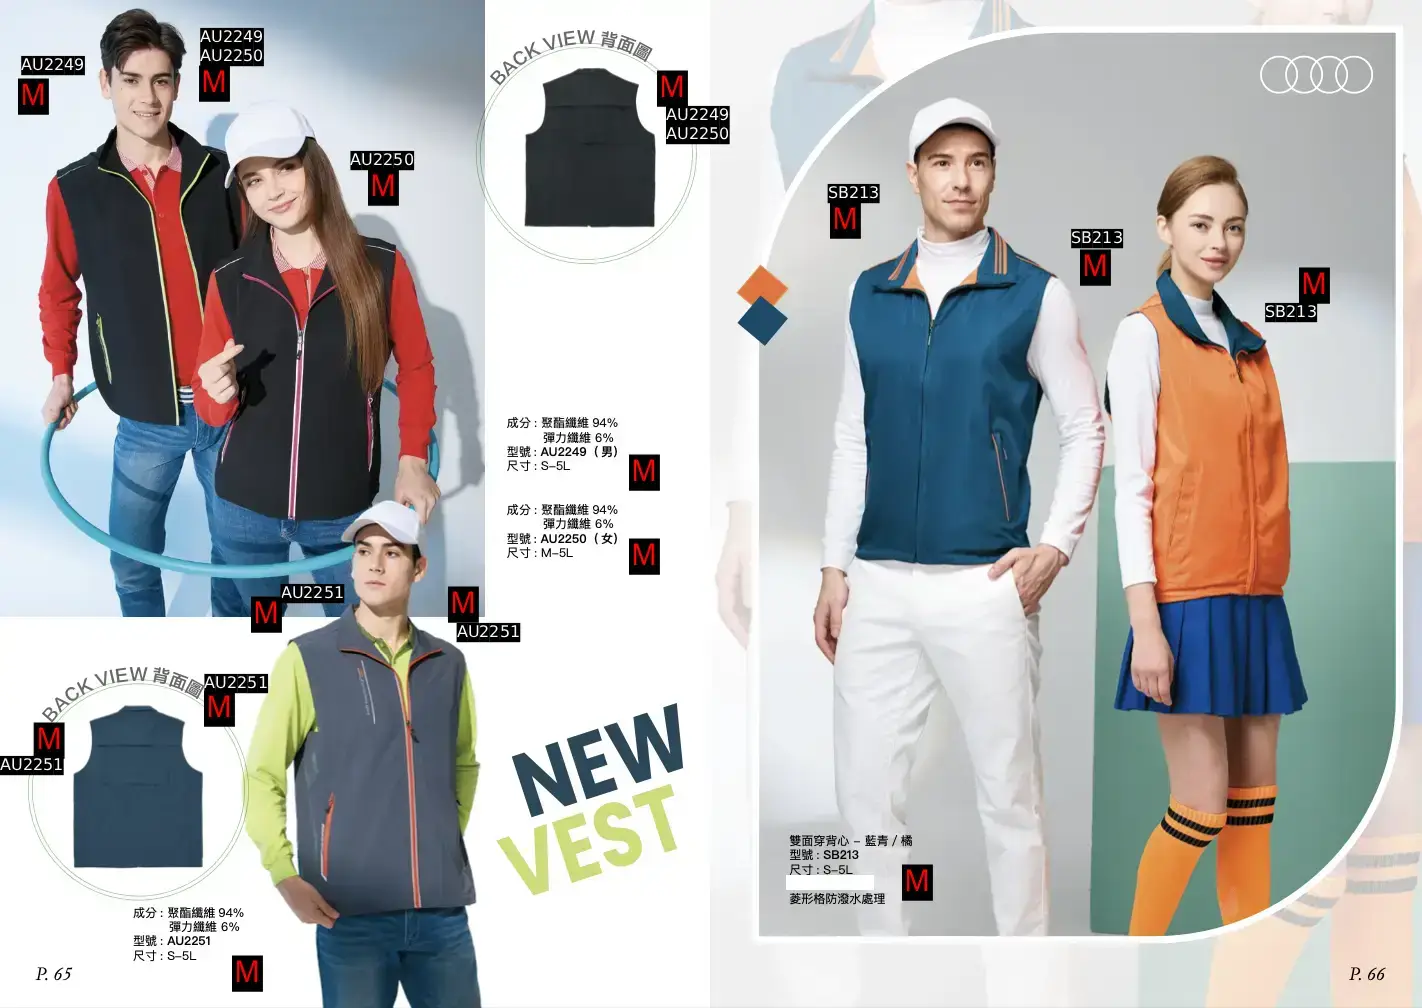 AU2249
M
AU2249
AU2250
M
AU2250
M
BACK VIEW 背面圖
M
AU2249
AU2250
成分 : 聚酯纖維 94%
彈力纖維 6%
型號 : AU2249（男）
尺寸 : S–5L
M
成分 : 聚酯纖維 94%
彈力纖維 6%
型號 : AU2250（女）
尺寸 : M–5L
M
AU2251
M
M
AU2251
BACK VIEW 背面圖
AU2251
M
M
AU2251
NEW
VEST
成分 : 聚酯纖維 94%
彈力纖維 6%
型號 : AU2251
尺寸 : S–5L
M
P. 65
SB213
M
SB213
M
M
SB213
雙面穿背心 – 藍青 / 橘
型號 : SB213
尺寸 : S–5L
菱形格防潑水處理
M
P. 66